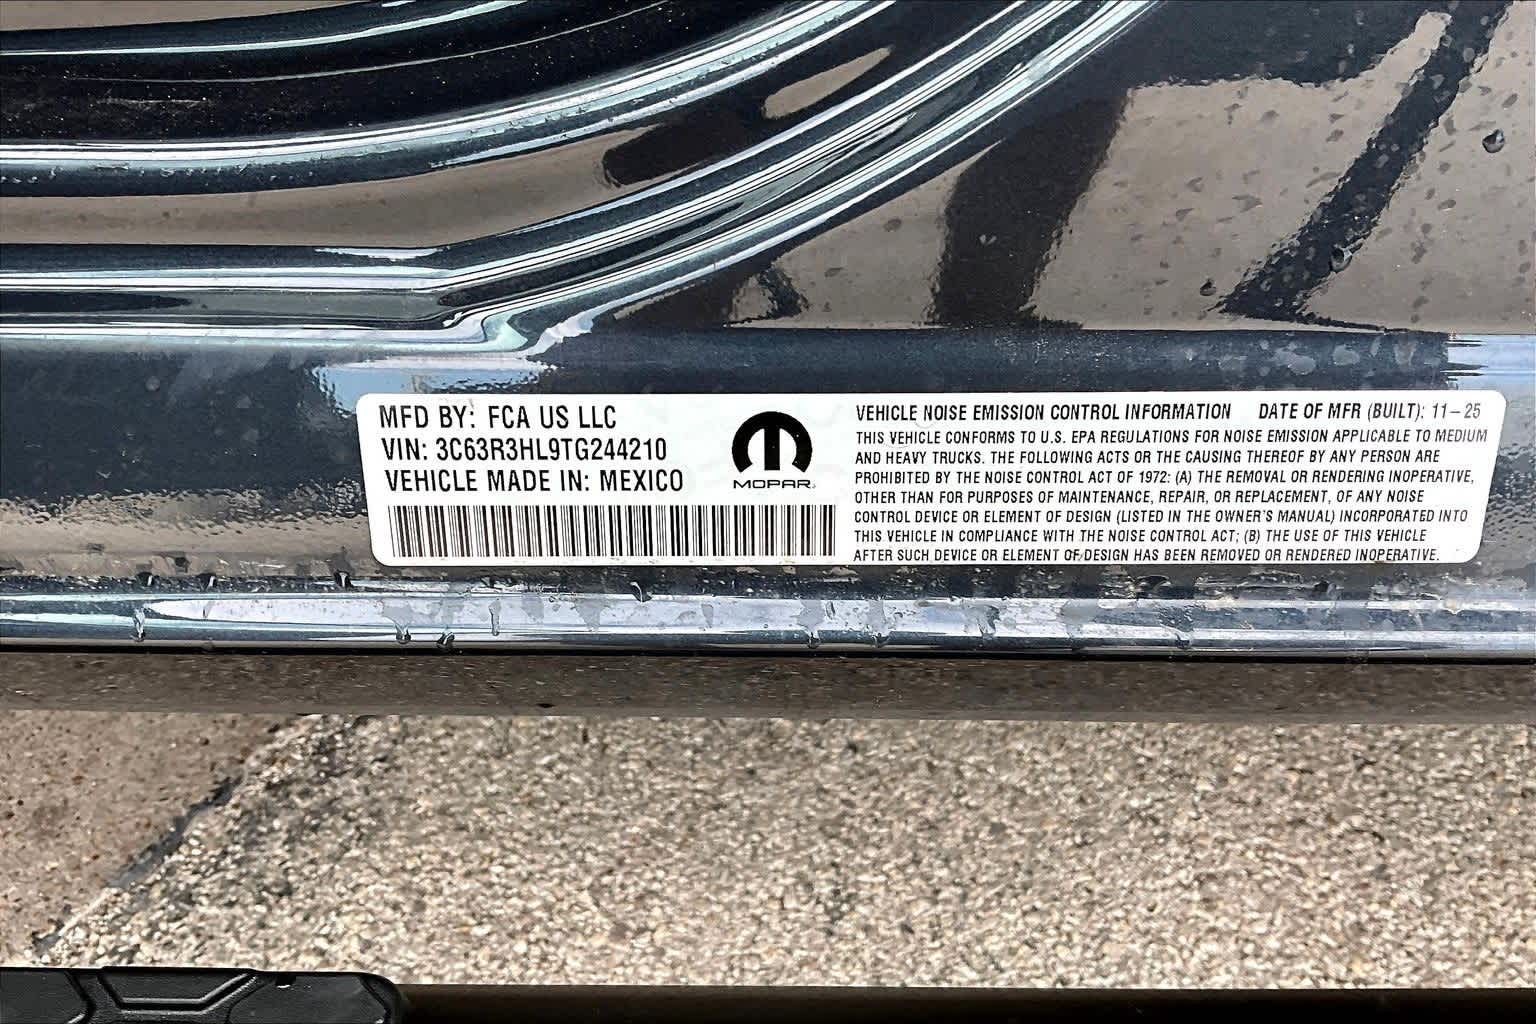 MFD BY: FCA US LLC
VIN: 3C63R3HL9TG244210
VEHICLE MADE IN: MEXICO
MOPAR
VEHICLE NOISE EMISSION CONTROL INFORMATION DATE OF MFR (BUILT): 11-25
THIS VEHICLE CONFORMS TO U.S. EPA REGULATIONS FOR NOISE EMISSION APPLICABLE TO MEDIUM
AND HEAVY TRUCKS. THE FOLLOWING ACTS OR THE CAUSING THEREOF BY ANY PERSON ARE
PROHIBITED BY THE NOISE CONTROL ACT OF 1972: (A) THE REMOVAL OR RENDERING INOPERATIVE,
OTHER THAN FOR PURPOSES OF MAINTENANCE, REPAIR, OR REPLACEMENT, OF ANY NOISE
CONTROL DEVICE OR ELEMENT OF DESIGN (LISTED IN THE OWNER'S MANUAL) INCORPORATED INTO
THIS VEHICLE IN COMPLIANCE WITH THE NOISE CONTROL ACT; (B) THE USE OF THIS VEHICLE
AFTER SUCH DEVICE OR ELEMENT OF DESIGN HAS BEEN REMOVED OR RENDERED INOPERATIVE.